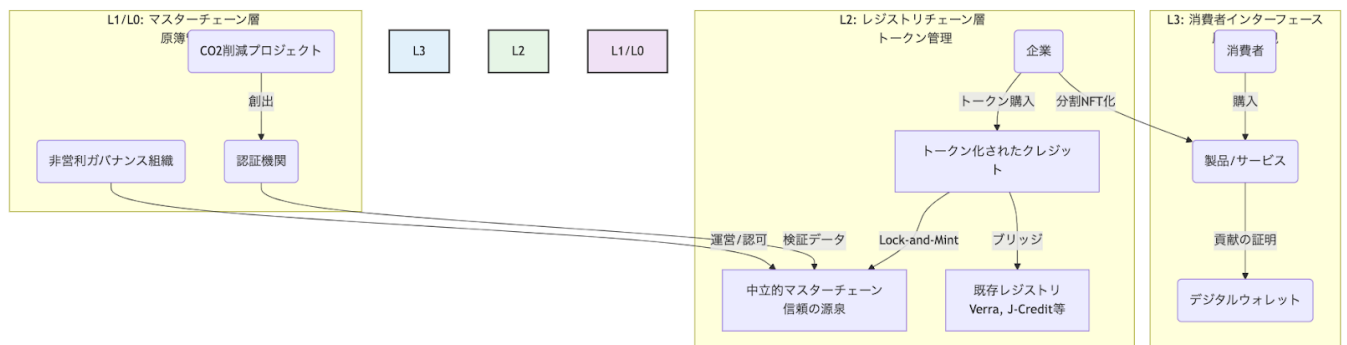 L1/L0: マスターチェーン層
原簿
CO2削減プロジェクト
創出
非営利ガバナンス組織
認証機関
L3
L2
L1/L0
L2: レジストリチェーン層
トークン管理
企業
トークン購入
分割NFT化
トークン化されたクレジッ
ト
運営/認可
検証データ
Lock-and-Mint
ブリッジ
中立的マスターチェーン
信頼の源泉
既存レジストリ
Verra, J-Credit等
L3: 消費者インターフェース
消費者
購入
製品/サービス
貢献の証明
デジタルウォレット